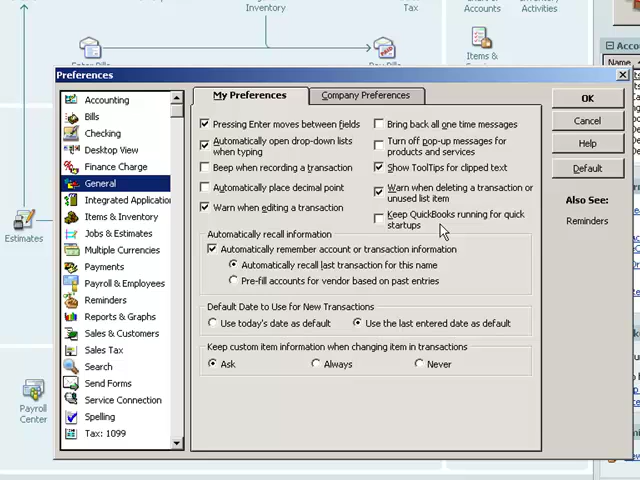 Inventory
Tax
Inventory
Activities
Items &
Accou
Name
Preferences
Accounting
Bills
Checking
Desktop View
Finance Charge
General
Integrated Application
Items & Inventory
Jobs & Estimates
Multiple Currencies
Payments
Payroll & Employees
Reminders
Reports & Graphs
Sales & Customers
Sales Tax
Search
Send Forms
Service Connection
Spelling
Tax: 1099
My Preferences
Company Preferences
Pressing Enter moves between fields
Automatically open drop-down lists
when typing
Beep when recording a transaction
Automatically place decimal point
Warn when editing a transaction
Bring back all one time messages
Turn off pop-up messages for
products and services
Show ToolTips for clipped text
Warn when deleting a transaction or
unused list item
Keep QuickBooks running for quick
startups
Automatically recall information
Automatically remember account or transaction information
Automatically recall last transaction for this name
Pre-fill accounts for vendor based on past entries
Default Date to Use for New Transactions
Use today's date as default
Use the last entered date as default
Keep custom item information when changing item in transactions
Ask
Always
Never
OK
Cancel
Help
Default
Also See:
Reminders
Estimates
Payroll
Center